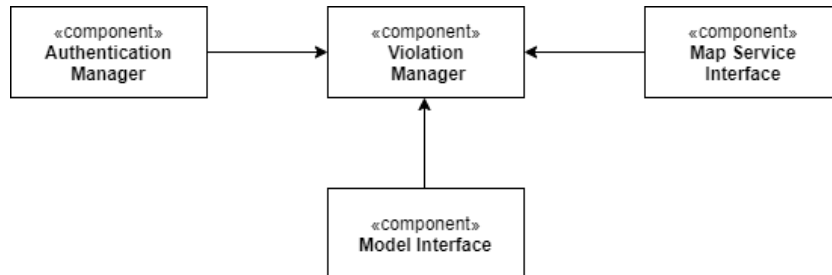 «component»
Authentication
Manager
«component»
Violation
Manager
«component»
Map Service
Interface
«component»
Model Interface